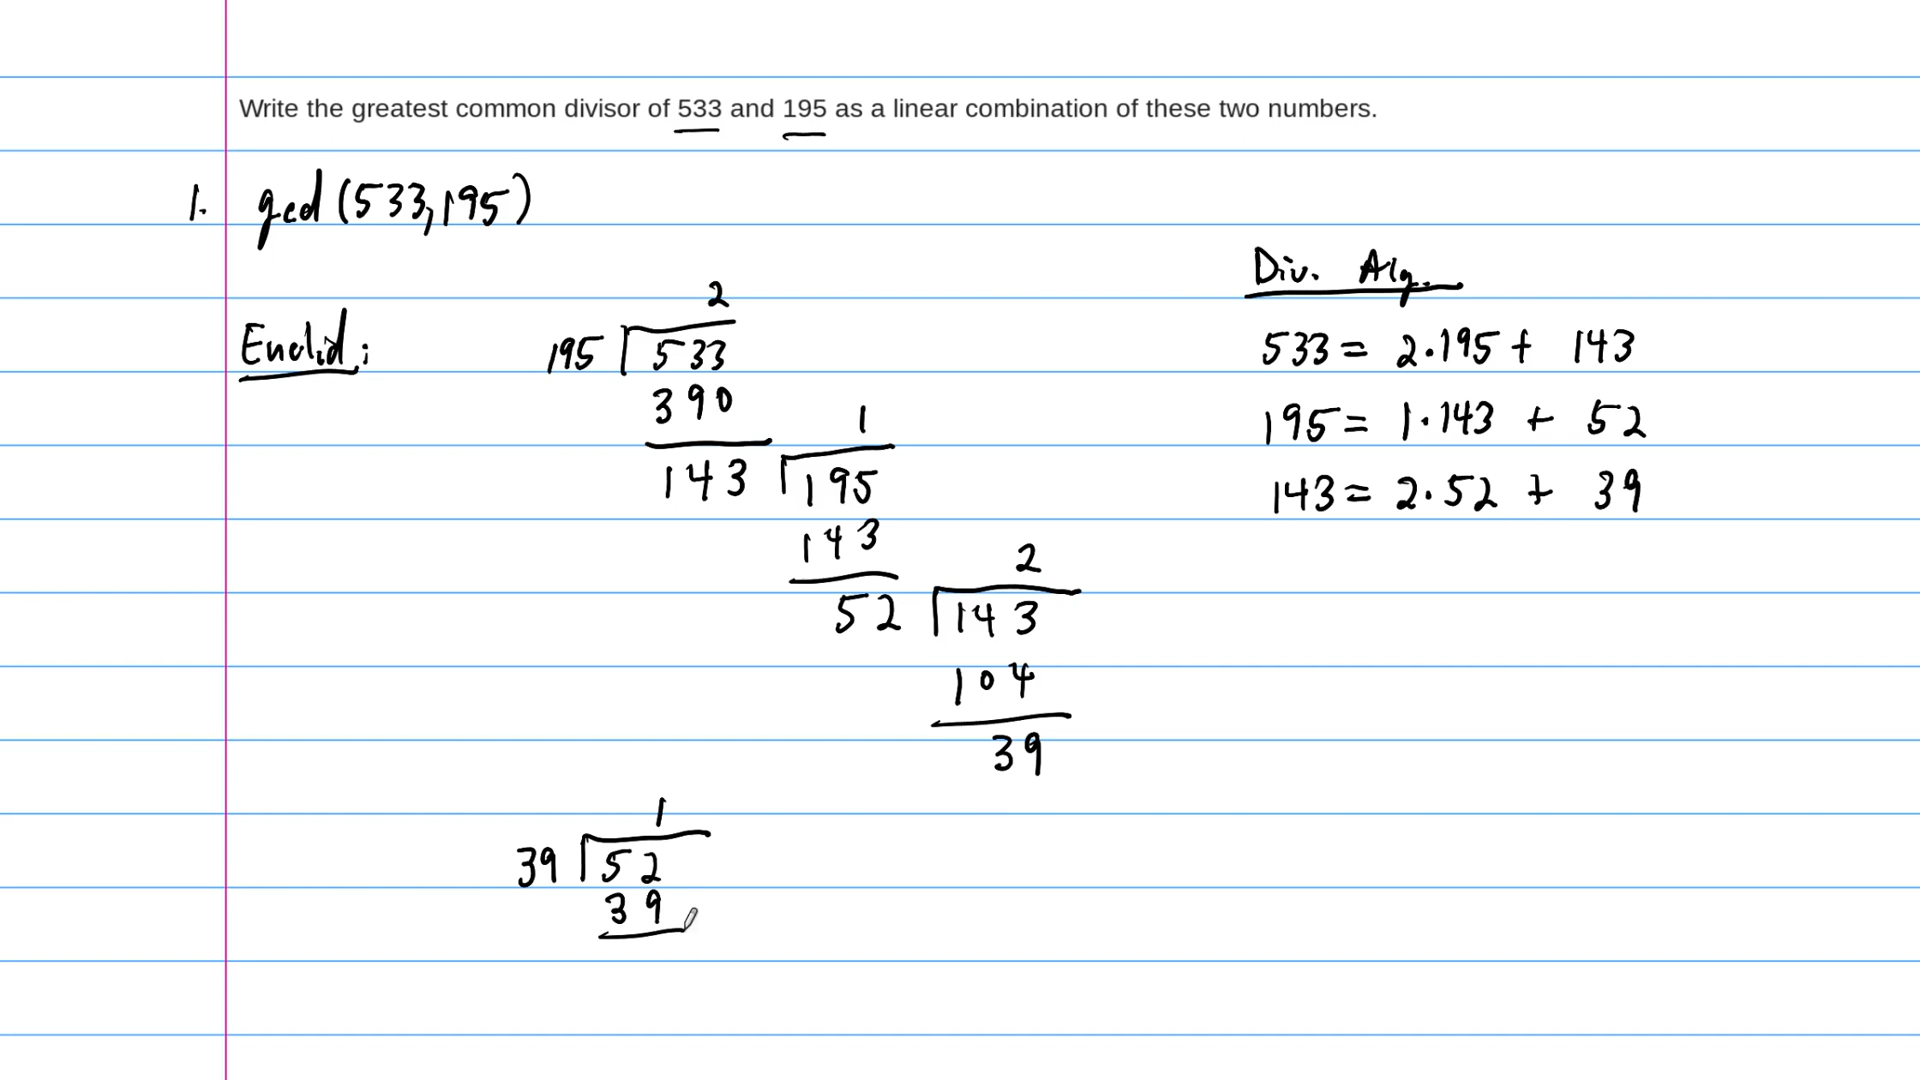 Write the greatest common divisor of 533 and 195 as a linear combination of these two numbers.
1. gcd (533,195)
Div. Alg.
Euclid:
2
195 533
390
143
1
195
143
52
2
143
104
39
533 = 2·195 + 143
195 = 1·143 + 52
143 = 2·52 + 39
1
39 52
39